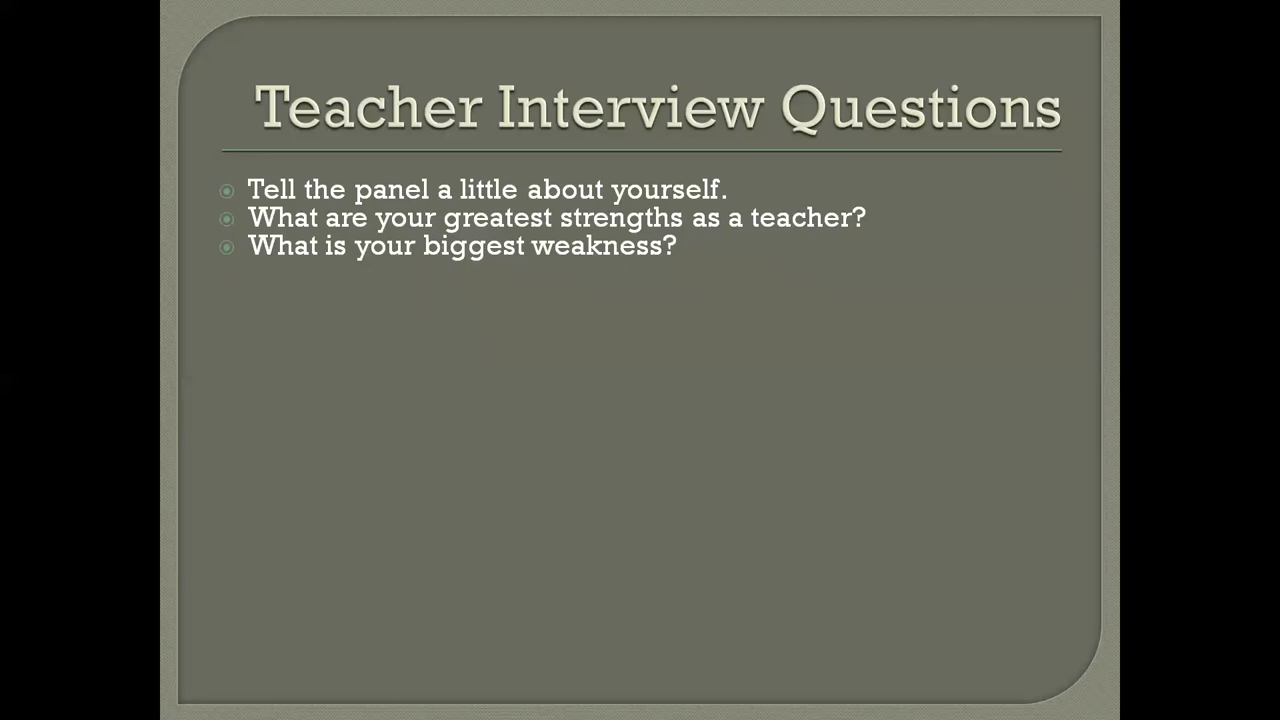 Teacher Interview Questions
Tell the panel a little about yourself.
What are your greatest strengths as a teacher?
What is your biggest weakness?